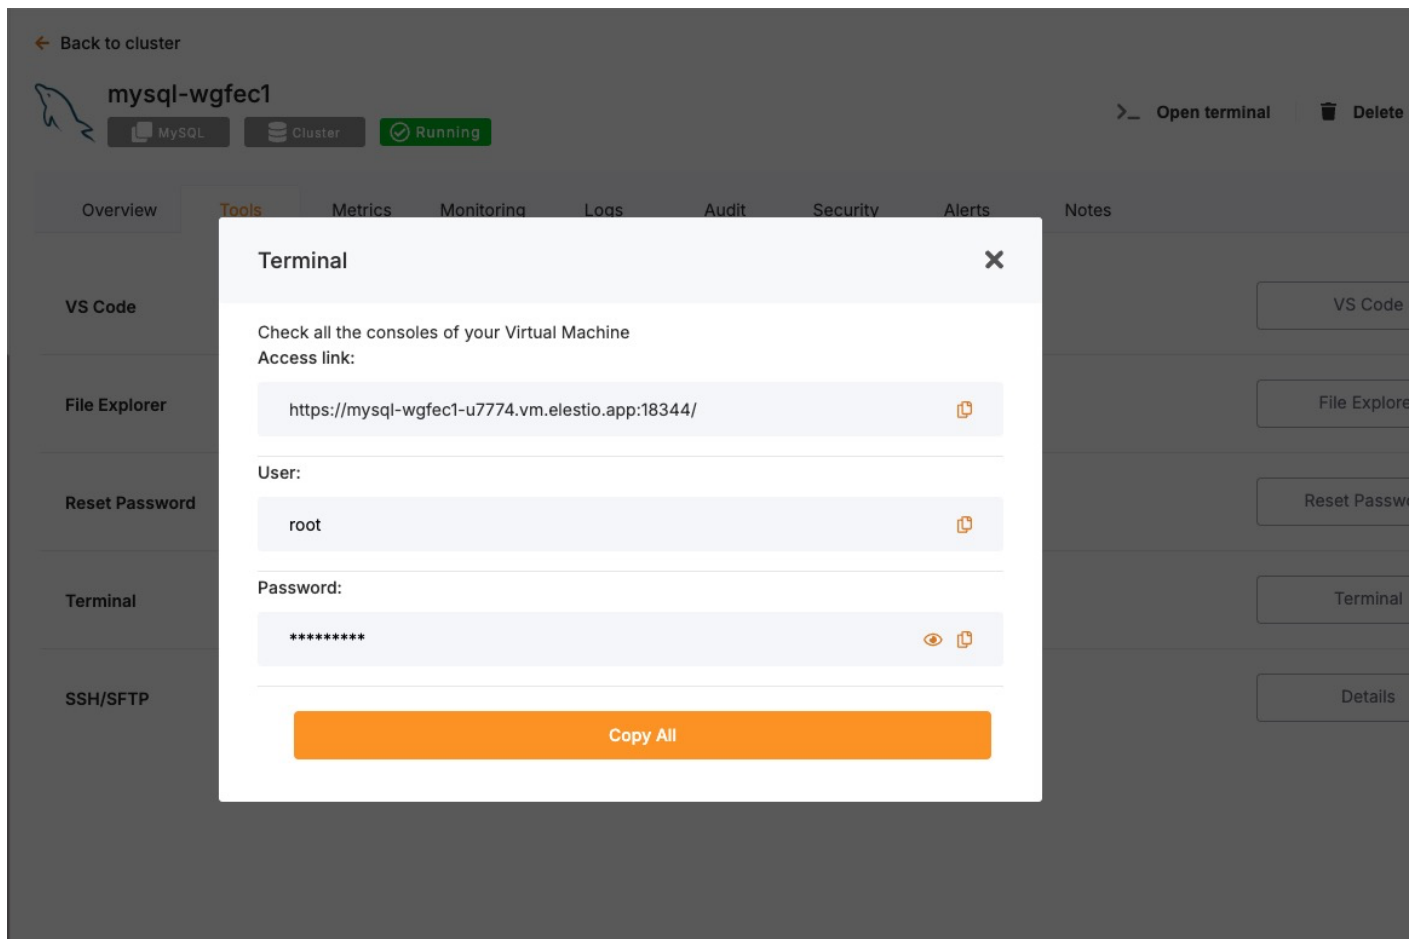 Back to cluster
mysql-wgfec1
MySQL Cluster Running
>_ Open terminal Delete
Overview Tools Metrics Monitoring Logs Audit Security Alerts Notes
Terminal
Check all the consoles of your Virtual Machine
Access link:
https://mysql-wgfec1-u7774.vm.elestio.app:18344/
User:
root
Password:
*********
Copy All
VS Code VS Code
File Explorer File Explore
Reset Password Reset Passw
Terminal Terminal
SSH/SFTP Details